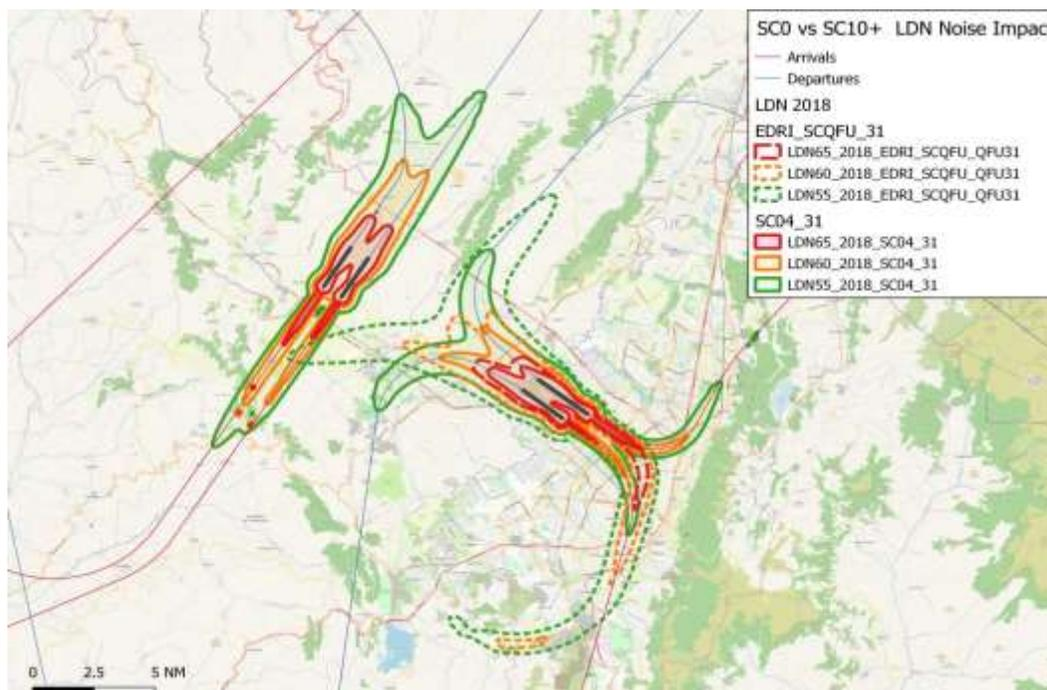 SC0 vs SC10+ LDN Noise Impac
Arrivals
Departures
LDN 2018
EDRI_SCQFU_31
LDN65_2018_EDRI_SCQFU_QFU31
LDN60_2018_EDRI_SCQFU_QFU31
LDN55_2018_EDRI_SCQFU_QFU31
SC04_31
LDN65_2018_SC04_31
LDN60_2018_SC04_31
LDN55_2018_SC04_31
0 2.5 5 NM